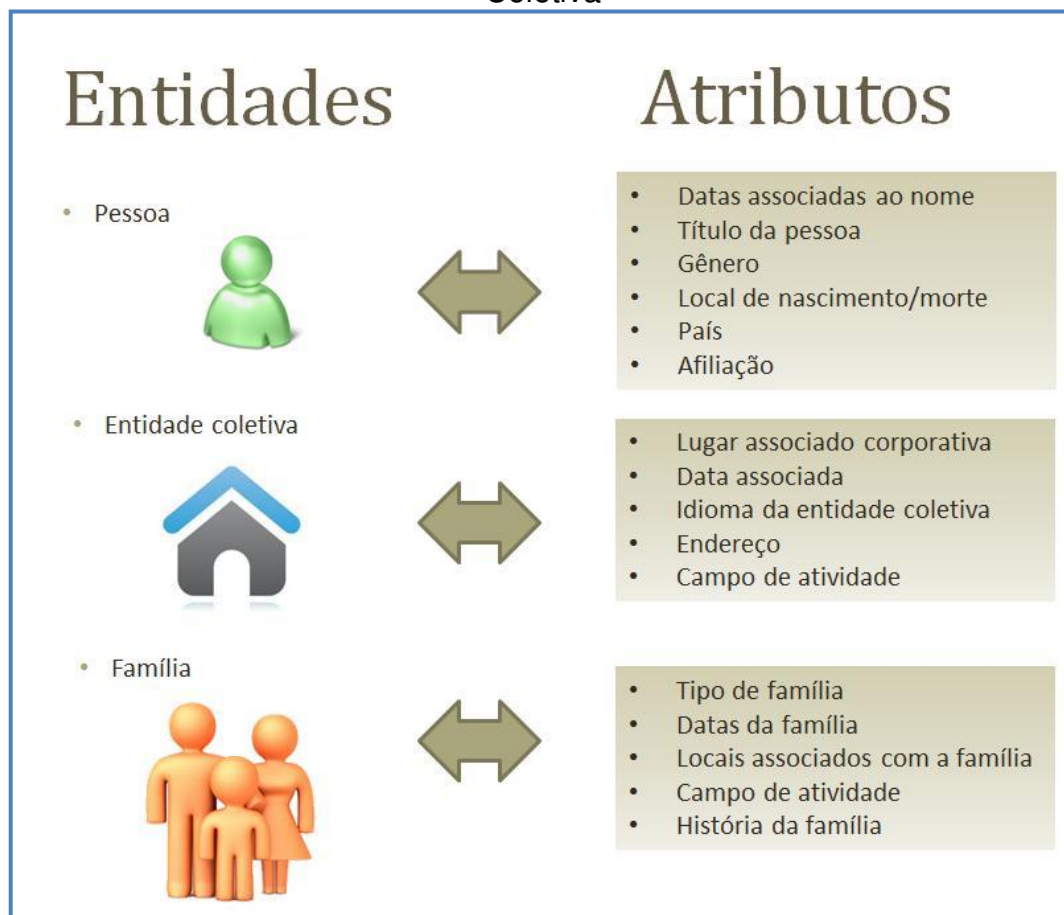 Coletiva
Entidades
Atributos
• Pessoa
• Datas associadas ao nome
• Título da pessoa
• Gênero
• Local de nascimento/morte
• País
• Afiliação
• Entidade coletiva
• Lugar associado corporativa
• Data associada
• Idioma da entidade coletiva
• Endereço
• Campo de atividade
• Família
• Tipo de família
• Datas da família
• Locais associados com a família
• Campo de atividade
• História da família